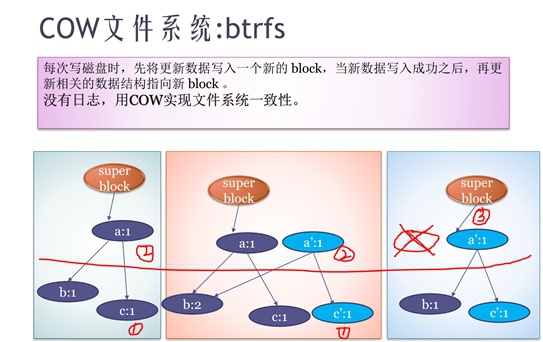 COW文件系统:btrfs
每次写磁盘时，先将更新数据写入一个新的 block，当新数据写入成功之后，再更
新相关的数据结构指向新 block 。
没有日志，用COW实现文件系统一致性。
super
block
a:1
②
b:1
c:1
①
super
block
a:1
a':1
②
b:2
c:1
c':1
①
super
block
③
a':1
b:1
c':1